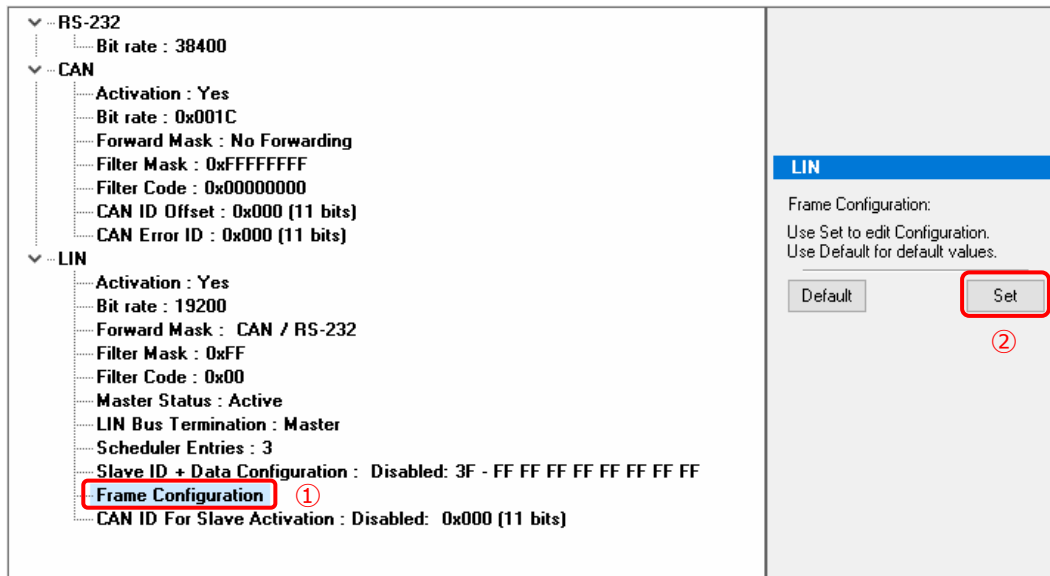 RS-232
Bit rate : 38400
CAN
Activation : Yes
Bit rate : 0x001C
Forward Mask : No Forwarding
Filter Mask : 0xFFFFFFFF
Filter Code : 0x00000000
CAN ID Offset : 0x000 (11 bits)
CAN Error ID : 0x000 (11 bits)
LIN
Activation : Yes
Bit rate : 19200
Forward Mask :  CAN / RS-232
Filter Mask : 0xFF
Filter Code : 0x00
Master Status : Active
LIN Bus Termination : Master
Scheduler Entries : 3
Slave ID + Data Configuration :  Disabled: 3F - FF FF FF FF FF FF FF FF
Frame Configuration ①
CAN ID For Slave Activation : Disabled:  0x000 (11 bits)
LIN
Frame Configuration:
Use Set to edit Configuration.
Use Default for default values.
Default Set
②